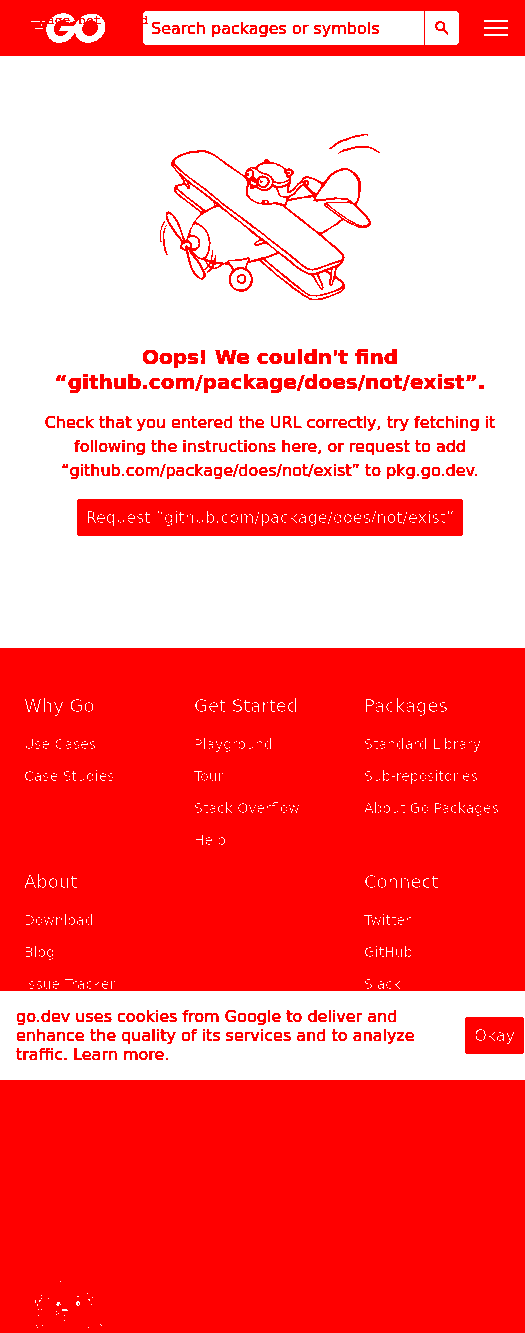 GO
Search packages or symbols
Oops! We couldn't find
“github.com/package/does/not/exist”.
Check that you entered the URL correctly, try fetching it
following the instructions here, or request to add
“github.com/package/does/not/exist” to pkg.go.dev.
Request “github.com/package/does/not/exist”
Why Go
Get Started
Packages
Use Cases
Playground
Standard Library
Case Studies
Tour
Sub-repositories
Stack Overflow
About Go Packages
Help
About
Connect
Download
Twitter
Blog
GitHub
Issue Tracker
Slack
go.dev uses cookies from Google to deliver and
enhance the quality of its services and to analyze
traffic. Learn more.
Okay